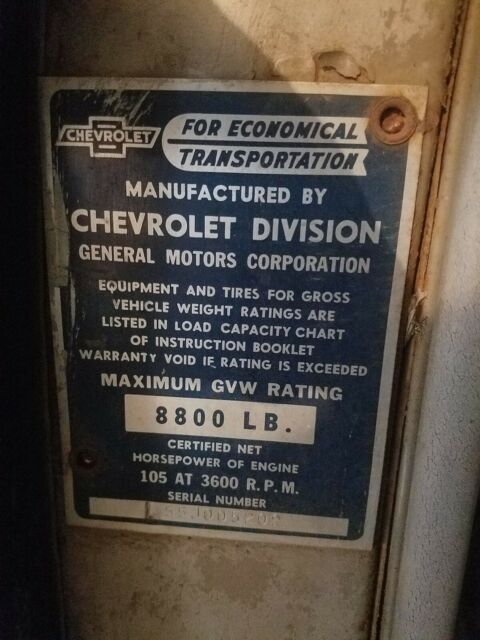 CHEVROLET
FOR ECONOMICAL
TRANSPORTATION
MANUFACTURED BY
CHEVROLET DIVISION
GENERAL MOTORS CORPORATION
EQUIPMENT AND TIRES FOR GROSS
VEHICLE WEIGHT RATINGS ARE
LISTED IN LOAD CAPACITY CHART
OF INSTRUCTION BOOKLET
WARRANTY VOID IF RATING IS EXCEEDED
MAXIMUM GVW RATING
8800 LB.
CERTIFIED NET
HORSEPOWER OF ENGINE
105 AT 3600 R.P.M.
SERIAL NUMBER